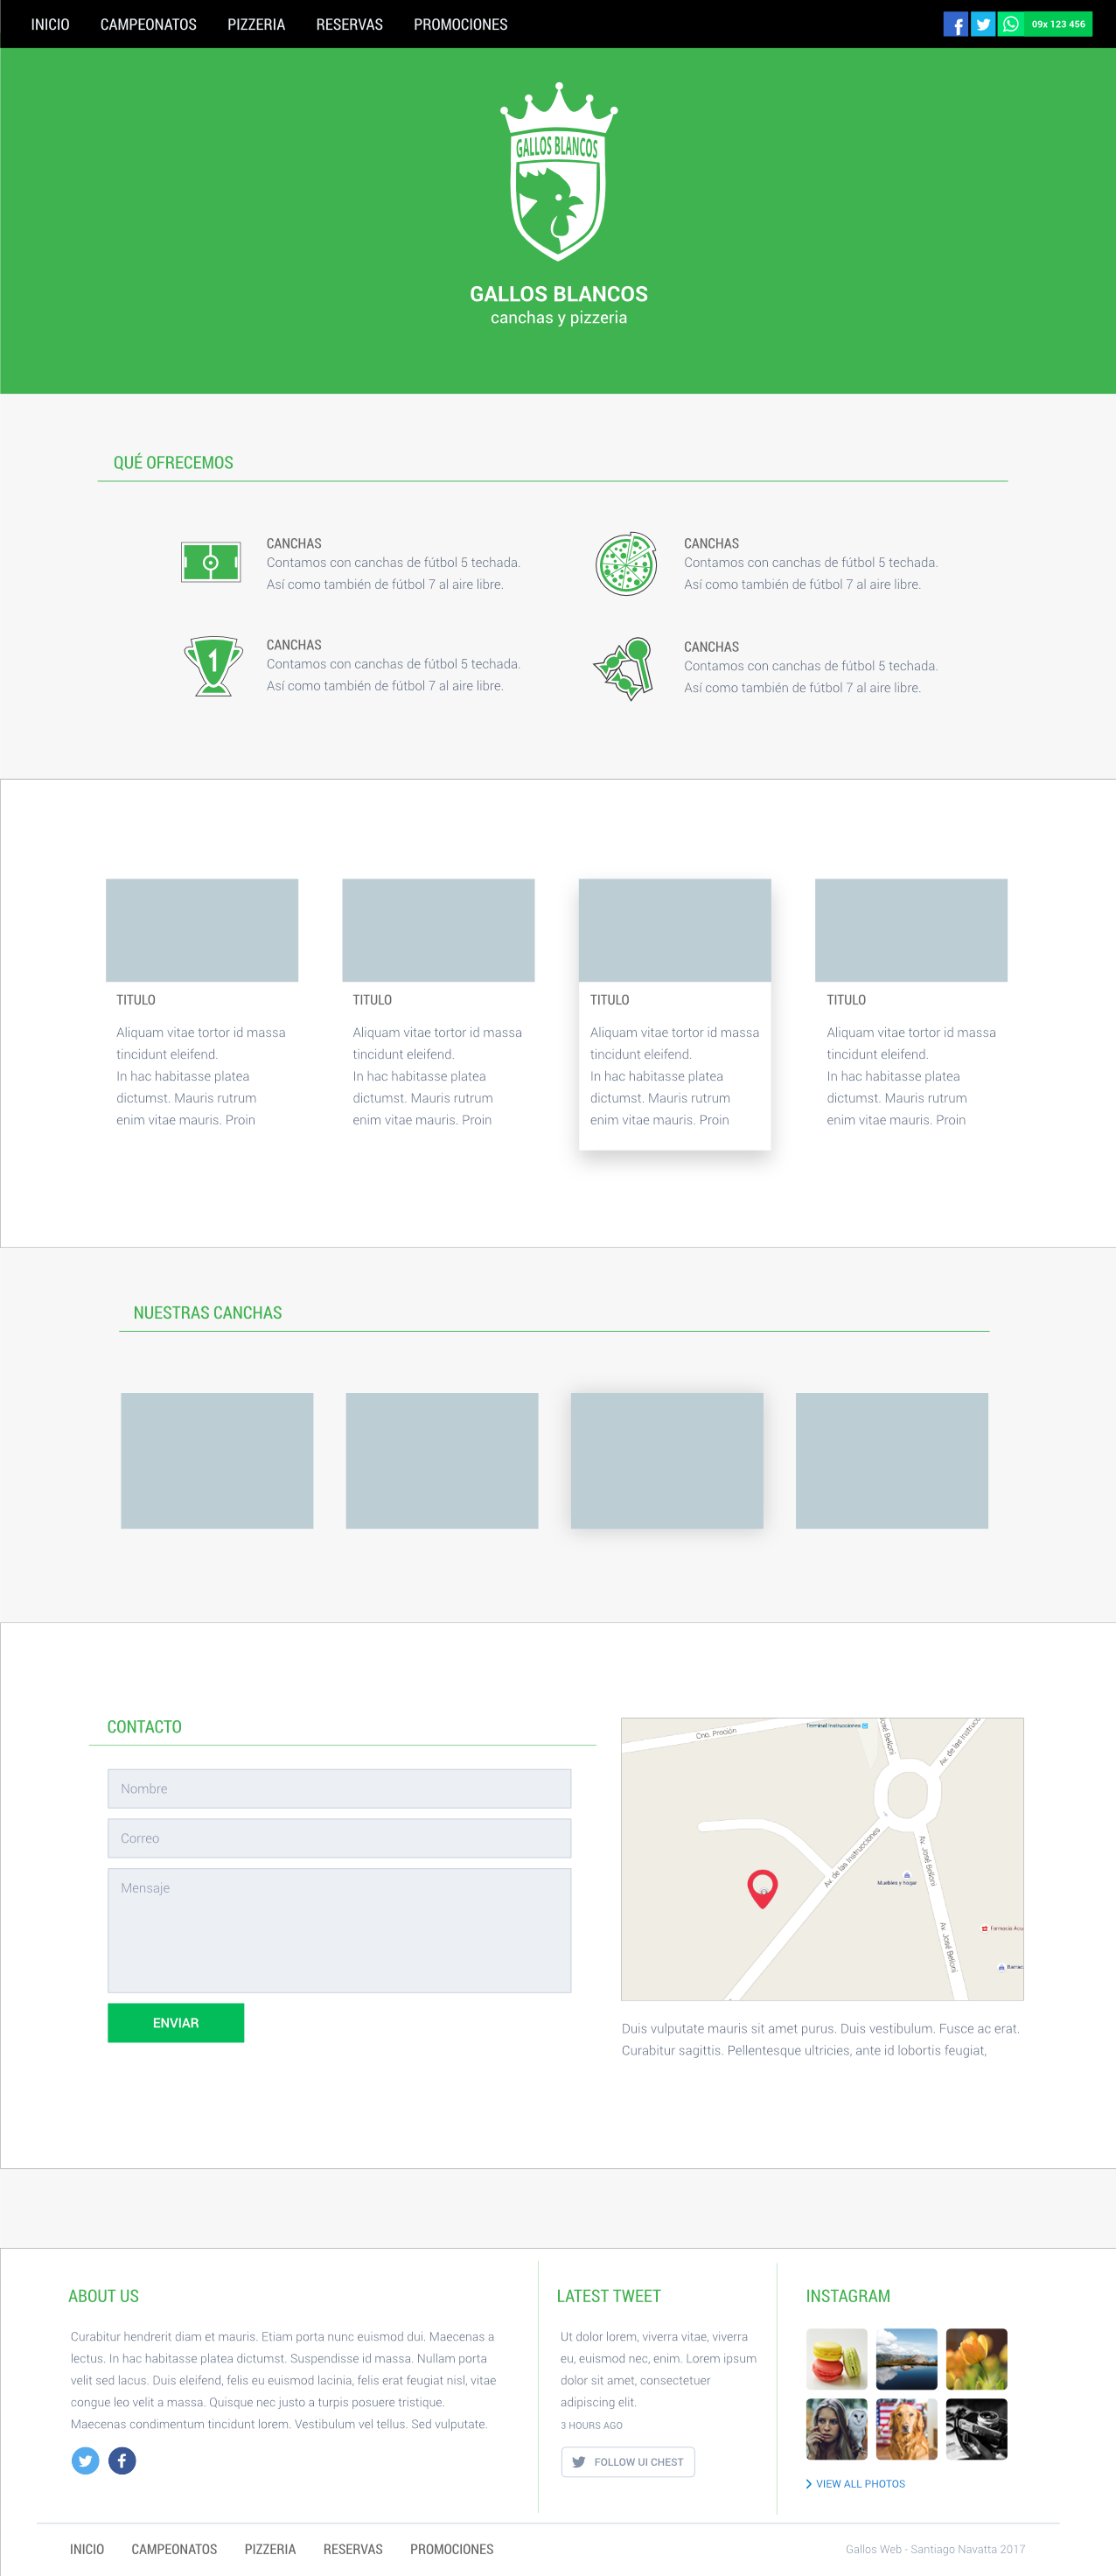 INICIO CAMPEONATOS PIZZERIA RESERVAS PROMOCIONES 09x 123 456
GALLOS BLANCOS
GALLOS BLANCOS
canchas y pizzeria
QUÉ OFRECEMOS
CANCHAS
Contamos con canchas de fútbol 5 techada.
Así como también de fútbol 7 al aire libre.
CANCHAS
Contamos con canchas de fútbol 5 techada.
Así como también de fútbol 7 al aire libre.
1
CANCHAS
Contamos con canchas de fútbol 5 techada.
Así como también de fútbol 7 al aire libre.
CANCHAS
Contamos con canchas de fútbol 5 techada.
Así como también de fútbol 7 al aire libre.
TITULO
Aliquam vitae tortor id massa
tincidunt eleifend.
In hac habitasse platea
dictumst. Mauris rutrum
enim vitae mauris. Proin
TITULO
Aliquam vitae tortor id massa
tincidunt eleifend.
In hac habitasse platea
dictumst. Mauris rutrum
enim vitae mauris. Proin
TITULO
Aliquam vitae tortor id massa
tincidunt eleifend.
In hac habitasse platea
dictumst. Mauris rutrum
enim vitae mauris. Proin
TITULO
Aliquam vitae tortor id massa
tincidunt eleifend.
In hac habitasse platea
dictumst. Mauris rutrum
enim vitae mauris. Proin
NUESTRAS CANCHAS
CONTACTO
Nombre
Correo
Mensaje
ENVIAR
Terminal Instrucciones
Cno. Proción
José Belloni
Av. de las Instrucc
Av. de las Instrucciones
Av. José Belloni
Muebles y hogar
Av. José Belloni
Farmacia Acu
Barrac
Duis vulputate mauris sit amet purus. Duis vestibulum. Fusce ac erat.
Curabitur sagittis. Pellentesque ultricies, ante id lobortis feugiat,
ABOUT US
Curabitur hendrerit diam et mauris. Etiam porta nunc euismod dui. Maecenas a
lectus. In hac habitasse platea dictumst. Suspendisse id massa. Nullam porta
velit sed lacus. Duis eleifend, felis eu euismod lacinia, felis erat feugiat nisl, vitae
congue leo velit a massa. Quisque nec justo a turpis posuere tristique.
Maecenas condimentum tincidunt lorem. Vestibulum vel tellus. Sed vulputate.
LATEST TWEET
Ut dolor lorem, viverra vitae, viverra
eu, euismod nec, enim. Lorem ipsum
dolor sit amet, consectetuer
adipiscing elit.
3 HOURS AGO
FOLLOW UI CHEST
INSTAGRAM
VIEW ALL PHOTOS
INICIO CAMPEONATOS PIZZERIA RESERVAS PROMOCIONES
Gallos Web - Santiago Navatta 2017